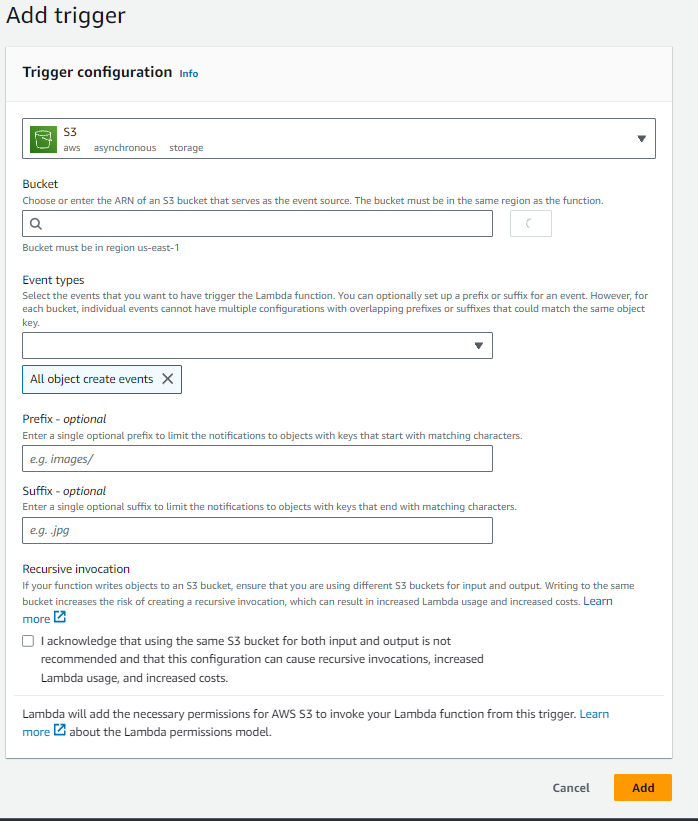 Add trigger
Trigger configuration Info
S3
aws asynchronous storage
Bucket
Choose or enter the ARN of an S3 bucket that serves as the event source. The bucket must be in the same region as the function.
Bucket must be in region us-east-1
Event types
Select the events that you want to have trigger the Lambda function. You can optionally set up a prefix or suffix for an event. However, for
each bucket, individual events cannot have multiple configurations with overlapping prefixes or suffixes that could match the same object
key.
All object create events
Prefix - optional
Enter a single optional prefix to limit the notifications to objects with keys that start with matching characters.
e.g. images/
Suffix - optional
Enter a single optional suffix to limit the notifications to objects with keys that end with matching characters.
e.g. .jpg
Recursive invocation
If your function writes objects to an S3 bucket, ensure that you are using different S3 buckets for input and output. Writing to the same
bucket increases the risk of creating a recursive invocation, which can result in increased Lambda usage and increased costs. Learn
more
I acknowledge that using the same S3 bucket for both input and output is not
recommended and that this configuration can cause recursive invocations, increased
Lambda usage, and increased costs.
Lambda will add the necessary permissions for AWS S3 to invoke your Lambda function from this trigger. Learn
more about the Lambda permissions model.
Cancel Add